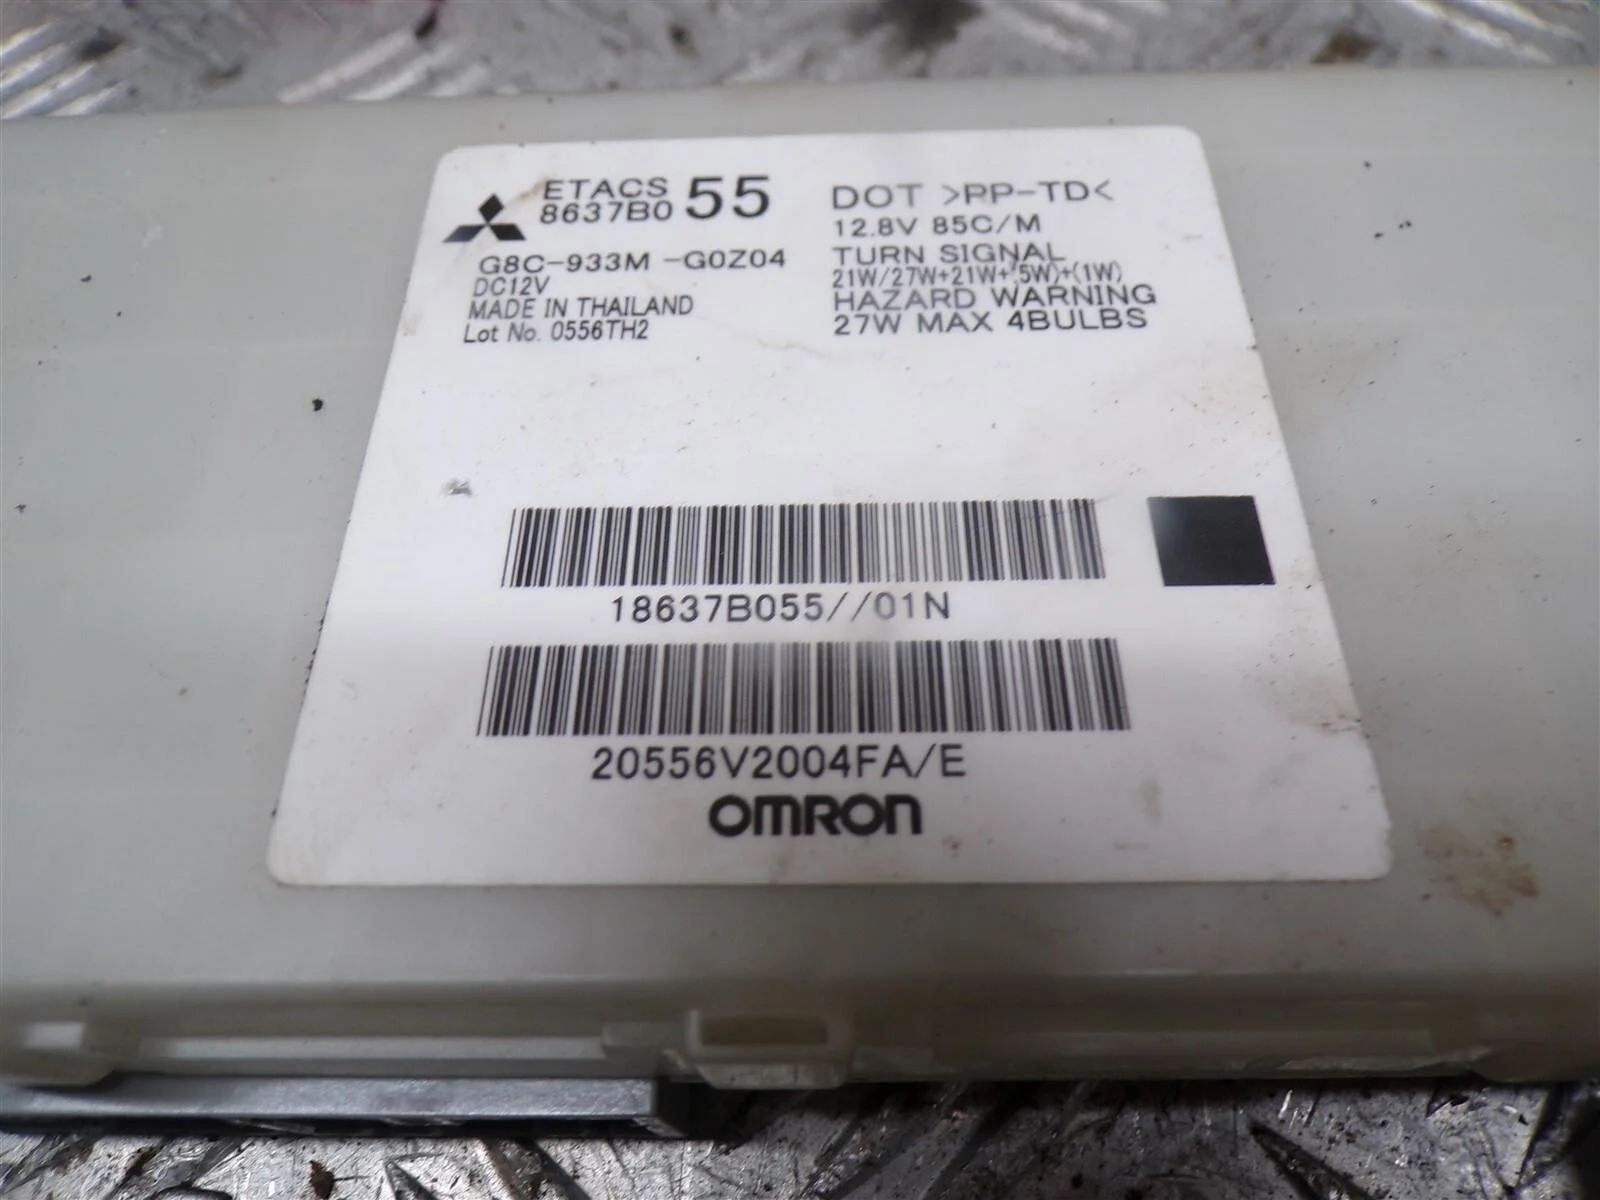 ETACS
8637B0 55
G8C-933M -G0Z04
DC12V
MADE IN THAILAND
Lot No. 0556TH2
DOT >PP-TD<
12.8V 85C/M
TURN SIGNAL
21W/27W+21W+(5W)+(1W)
HAZARD WARNING
27W MAX 4BULBS
18637B055//01N
20556V2004FA/E
OMRON